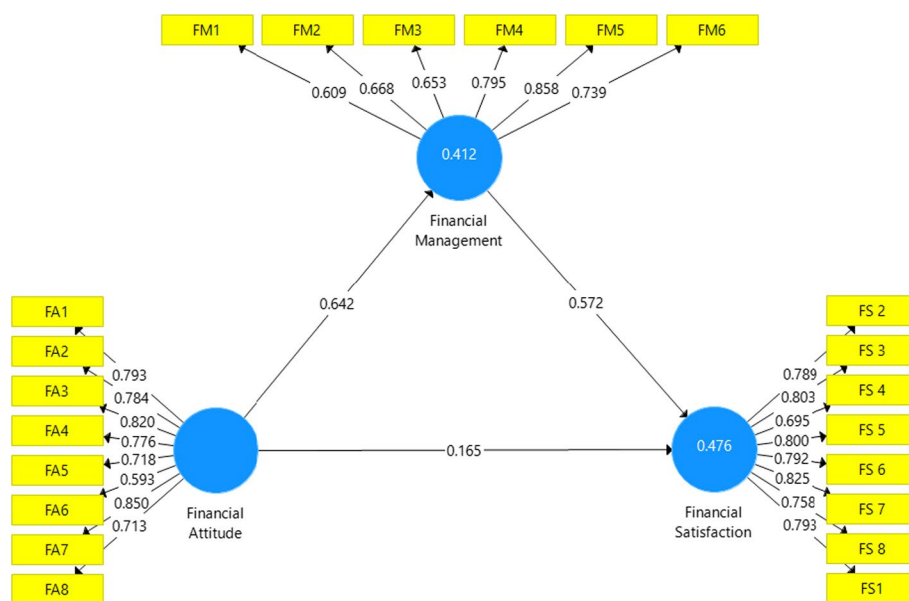 FM1 FM2 FM3 FM4 FM5 FM6
0.609 0.668 0.653 0.795 0.858 0.739
0.412
Financial
Management
0.642
0.572
FA1
FA2
FA3
FA4
FA5
FA6
FA7
FA8
0.793
0.784
0.820
0.776
0.718
0.593
0.850
0.713
Financial
Attitude
0.165
0.476
Financial
Satisfaction
0.789
0.803
0.695
0.800
0.792
0.825
0.758
0.793
FS 2
FS 3
FS 4
FS 5
FS 6
FS 7
FS 8
FS1